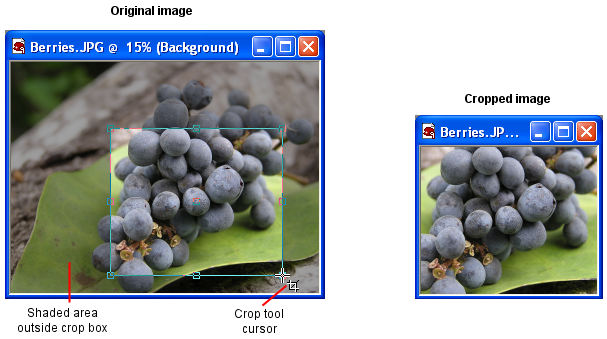 Original image
Berries.JPG @ 15% (Background)
Cropped image
Berries.JP...
Shaded area
outside crop box
Crop tool
cursor